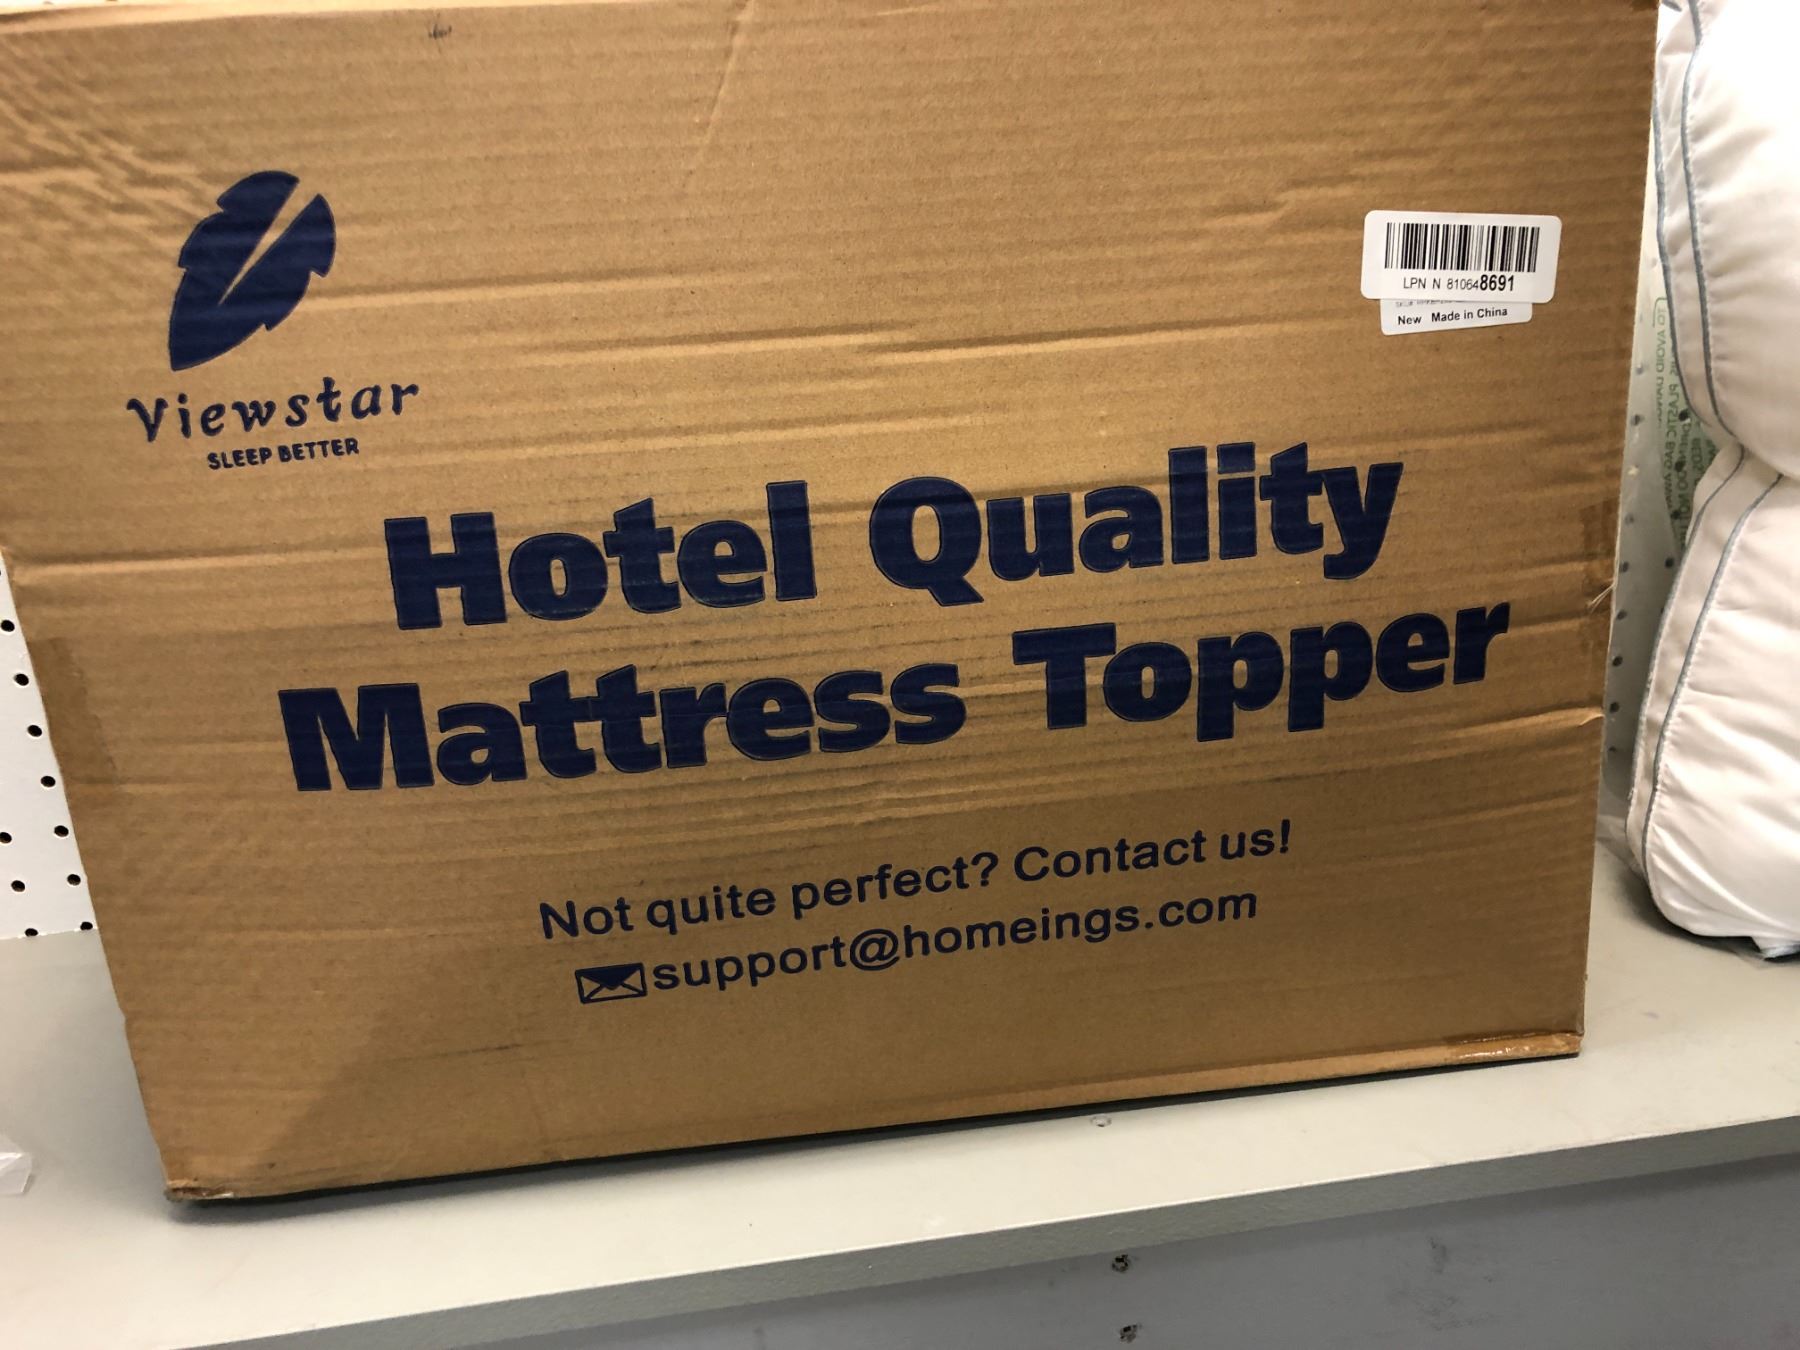 Viewstar
SLEEP BETTER
LPN N 810648691
New Made in China
Hotel Quality
Mattress Topper
Not quite perfect? Contact us!
support@homeings.com